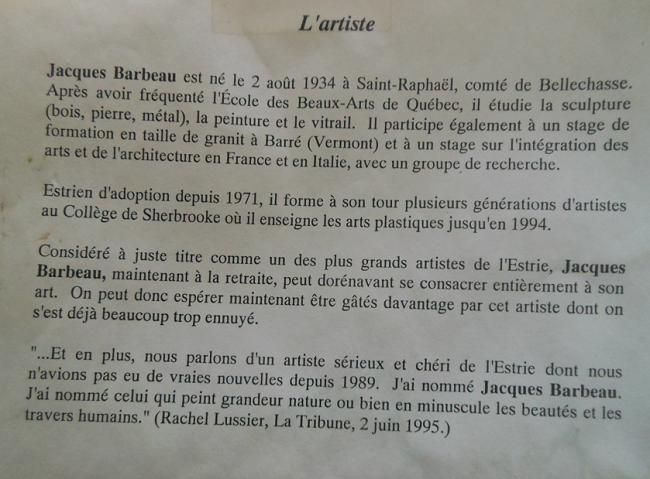 L'artiste
Jacques Barbeau est né le 2 août 1934 à Saint-Raphaël, comté de Bellechasse.
Après avoir fréquenté l'École des Beaux-Arts de Québec, il étudie la sculpture
(bois, pierre, métal), la peinture et le vitrail. Il participe également à un stage de
formation en taille de granit à Barré (Vermont) et à un stage sur l'intégration des
arts et de l'architecture en France et en Italie, avec un groupe de recherche.
Estrien d'adoption depuis 1971, il forme à son tour plusieurs générations d'artistes
au Collège de Sherbrooke où il enseigne les arts plastiques jusqu'en 1994.
Considéré à juste titre comme un des plus grands artistes de l'Estrie, Jacques
Barbeau, maintenant à la retraite, peut dorénavant se consacrer entièrement à son
art. On peut donc espérer maintenant être gâtés davantage par cet artiste dont on
s'est déjà beaucoup trop ennuyé.
"...Et en plus, nous parlons d'un artiste sérieux et chéri de l'Estrie dont nous
n'avions pas eu de vraies nouvelles depuis 1989. J'ai nommé Jacques Barbeau.
J'ai nommé celui qui peint grandeur nature ou bien en minuscule les beautés et les
travers humains." (Rachel Lussier, La Tribune, 2 juin 1995.)